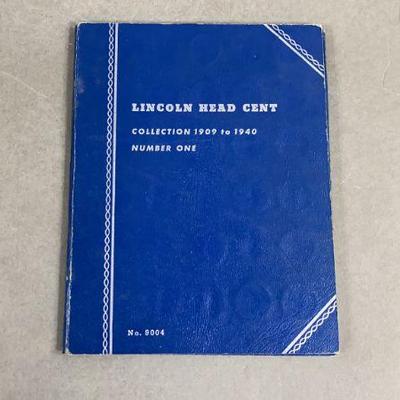 LINCOLN HEAD CENT
COLLECTION 1909 to 1940
NUMBER ONE
No. 9004